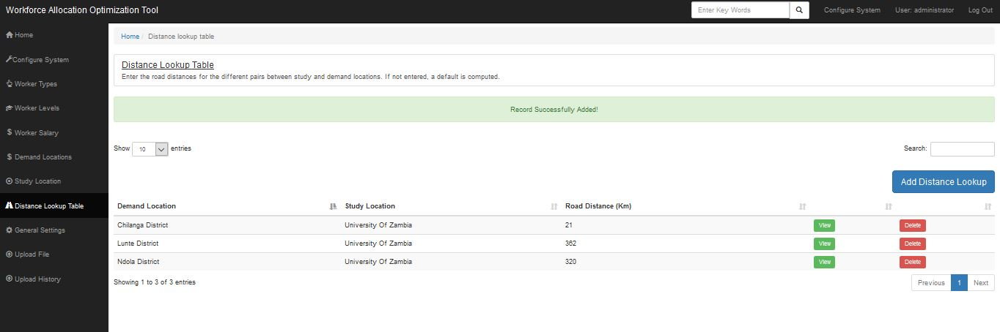 Workforce Allocation Optimization Tool
Enter Key Words
Configure System
User: administrator
Log Out
Home
Configure System
Worker Types
Worker Levels
$ Worker Salary
$ Demand Locations
Study Location
Distance Lookup Table
General Settings
Upload File
Upload History
Home / Distance lookup table
Distance Lookup Table
Enter the road distances for the different pairs between study and demand locations. If not entered, a default is computed.
Record Successfully Added!
Show 10 entries
Search:
Add Distance Lookup
Demand Location Study Location Road Distance (Km)
Chilanga District University Of Zambia 21 View Delete
Lunte District University Of Zambia 362 View Delete
Ndola District University Of Zambia 320 View Delete
Showing 1 to 3 of 3 entries
Previous 1 Next